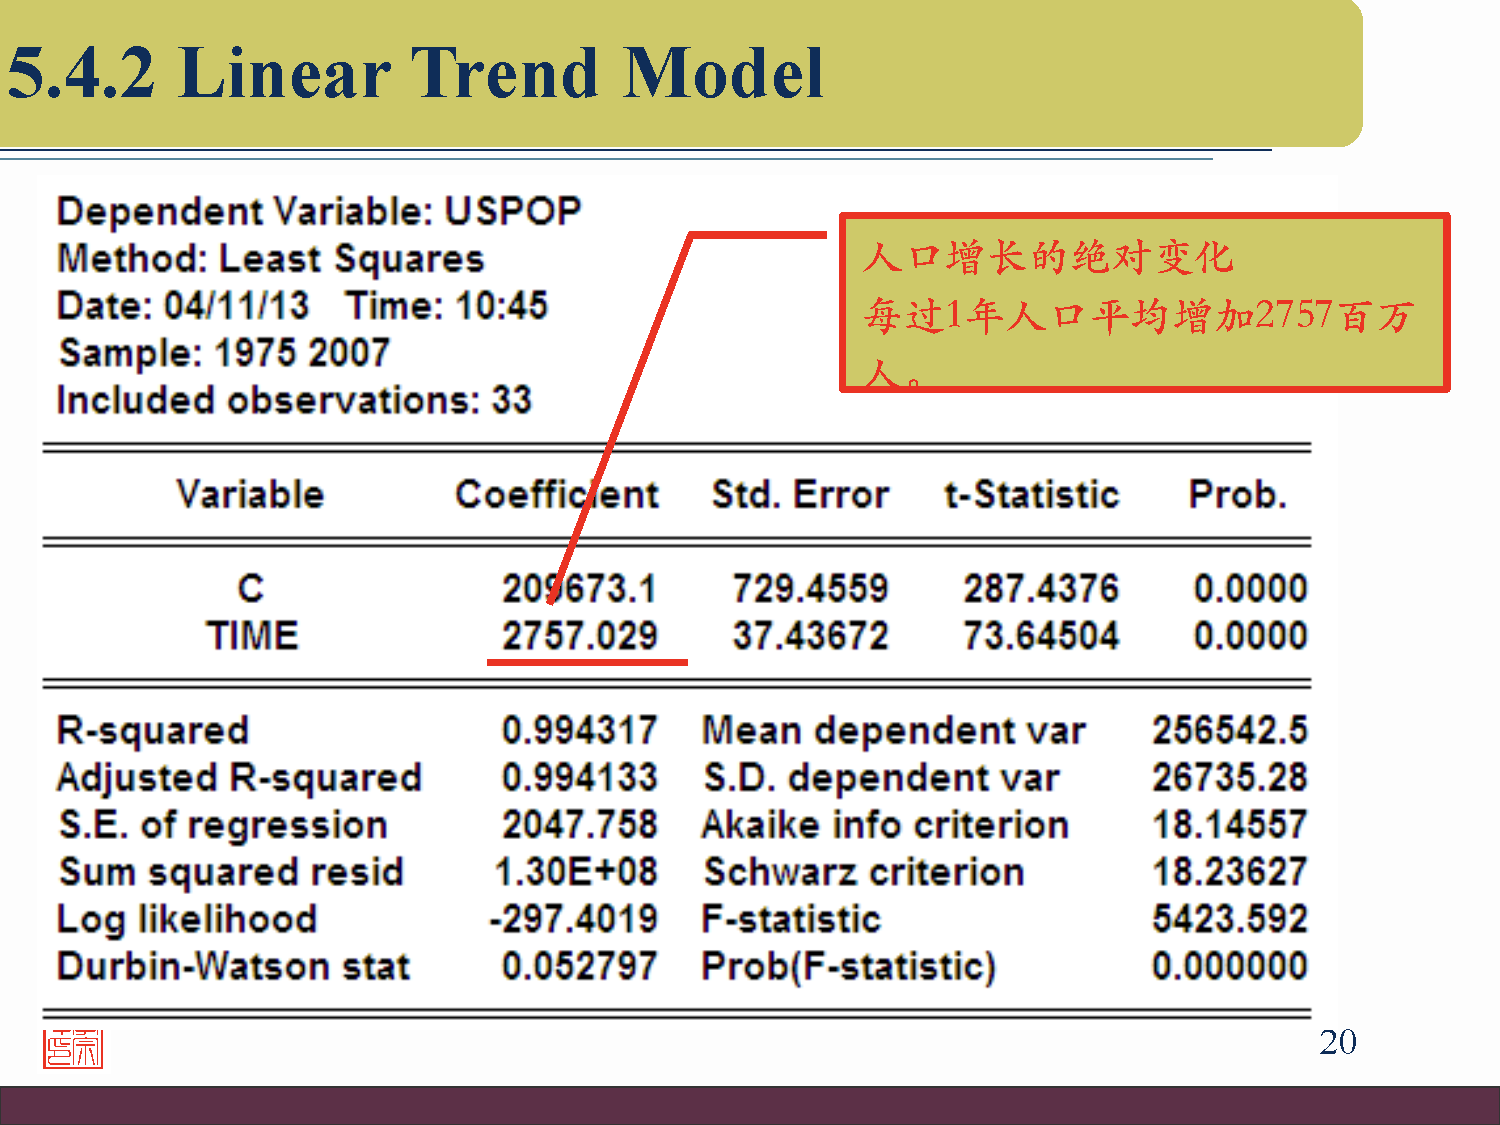 5.4.2 Linear Trend Model
Dependent Variable: USPOP
Method: Least Squares
Date: 04/11/13 Time: 10:45
Sample: 1975 2007
Included observations: 33
人口增长的绝对变化
每过1年人口平均增加2757百万
人。
Variable Coefficient Std. Error t-Statistic Prob.
C 209673.1 729.4559 287.4376 0.0000
TIME 2757.029 37.43672 73.64504 0.0000
R-squared 0.994317 Mean dependent var 256542.5
Adjusted R-squared 0.994133 S.D. dependent var 26735.28
S.E. of regression 2047.758 Akaike info criterion 18.14557
Sum squared resid 1.30E+08 Schwarz criterion 18.23627
Log likelihood -297.4019 F-statistic 5423.592
Durbin-Watson stat 0.052797 Prob(F-statistic) 0.000000
20